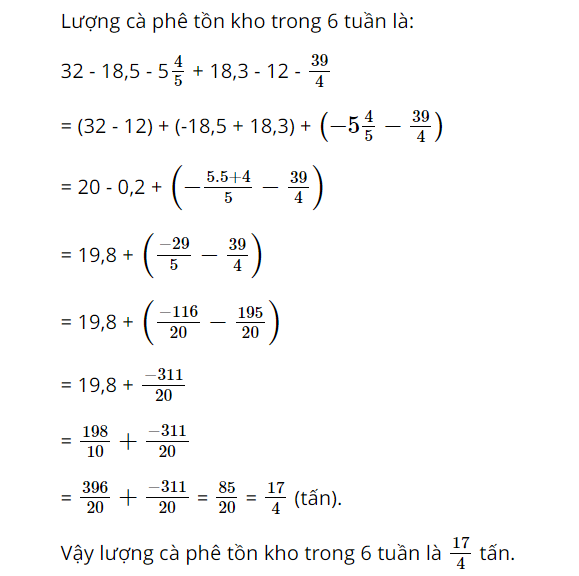 Lượng cà phê tồn kho trong 6 tuần là:
32 - 18,5 - 5$\frac{4}{5}$ + 18,3 - 12 - $\frac{39}{4}$
= (32 - 12) + (-18,5 + 18,3) + $\left(-5\frac{4}{5} - \frac{39}{4}\right)$
= 20 - 0,2 + $\left(-\frac{5.5+4}{5} - \frac{39}{4}\right)$
= 19,8 + $\left(\frac{-29}{5} - \frac{39}{4}\right)$
= 19,8 + $\left(\frac{-116}{20} - \frac{195}{20}\right)$
= 19,8 + $\frac{-311}{20}$
= $\frac{198}{10} + \frac{-311}{20}$
= $\frac{396}{20} + \frac{-311}{20}$ = $\frac{85}{20}$ = $\frac{17}{4}$ (tấn).
Vậy lượng cà phê tồn kho trong 6 tuần là $\frac{17}{4}$ tấn.